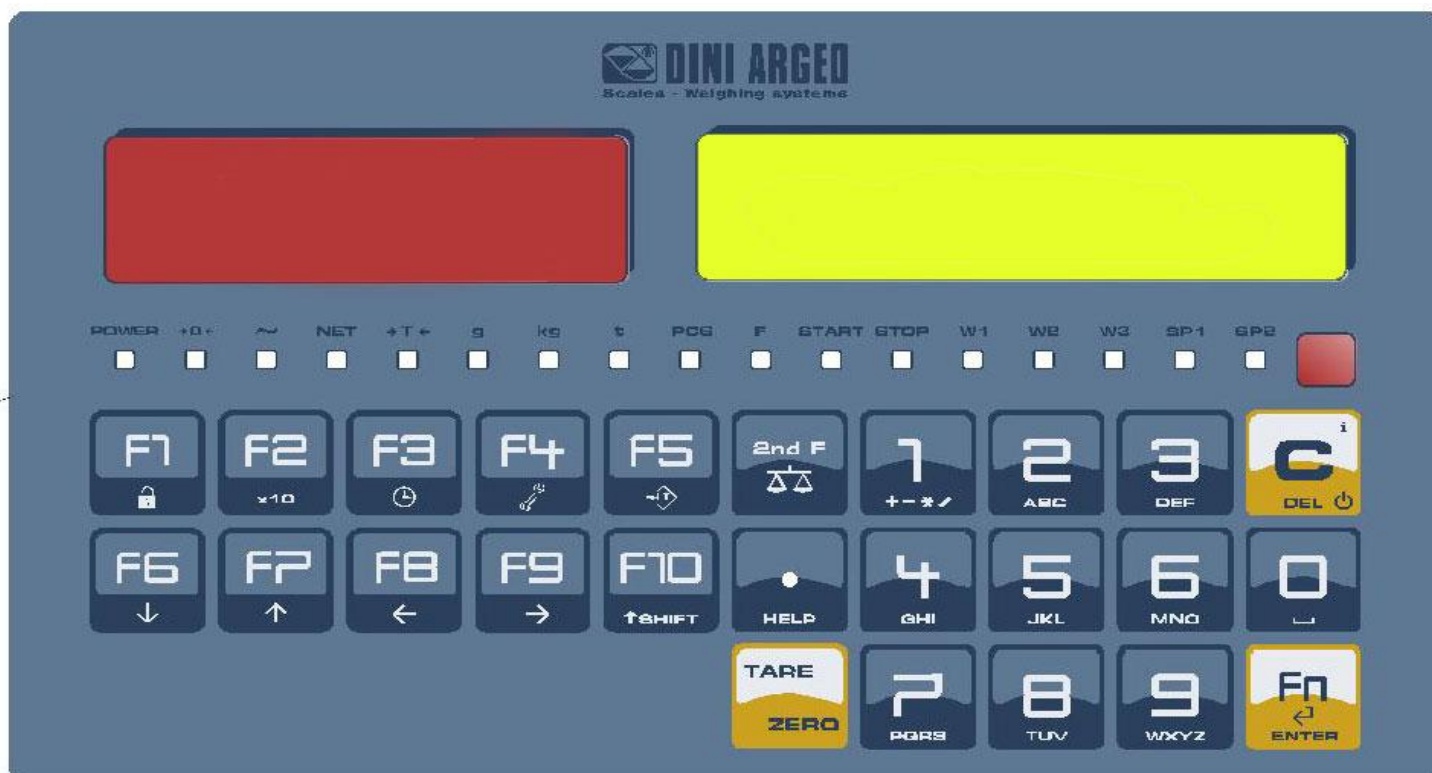 DINI ARGEO
Scales - Weighing systems
POWER →0← ~ NET →T← g kg t PCS F START STOP W1 W2 W3 SP1 SP2
F1 F2 F3 F4 F5 2nd F 1 2 3 C i
x10 T +-*/ ABC DEF DEL
F6 F7 F8 F9 F10 . 4 5 6 0
↓ ↑ ← → ↑SHIFT HELP GHI JKL MNO ␣
TARE 7 8 9 Fn
ZERO PQRS TUV WXYZ ENTER